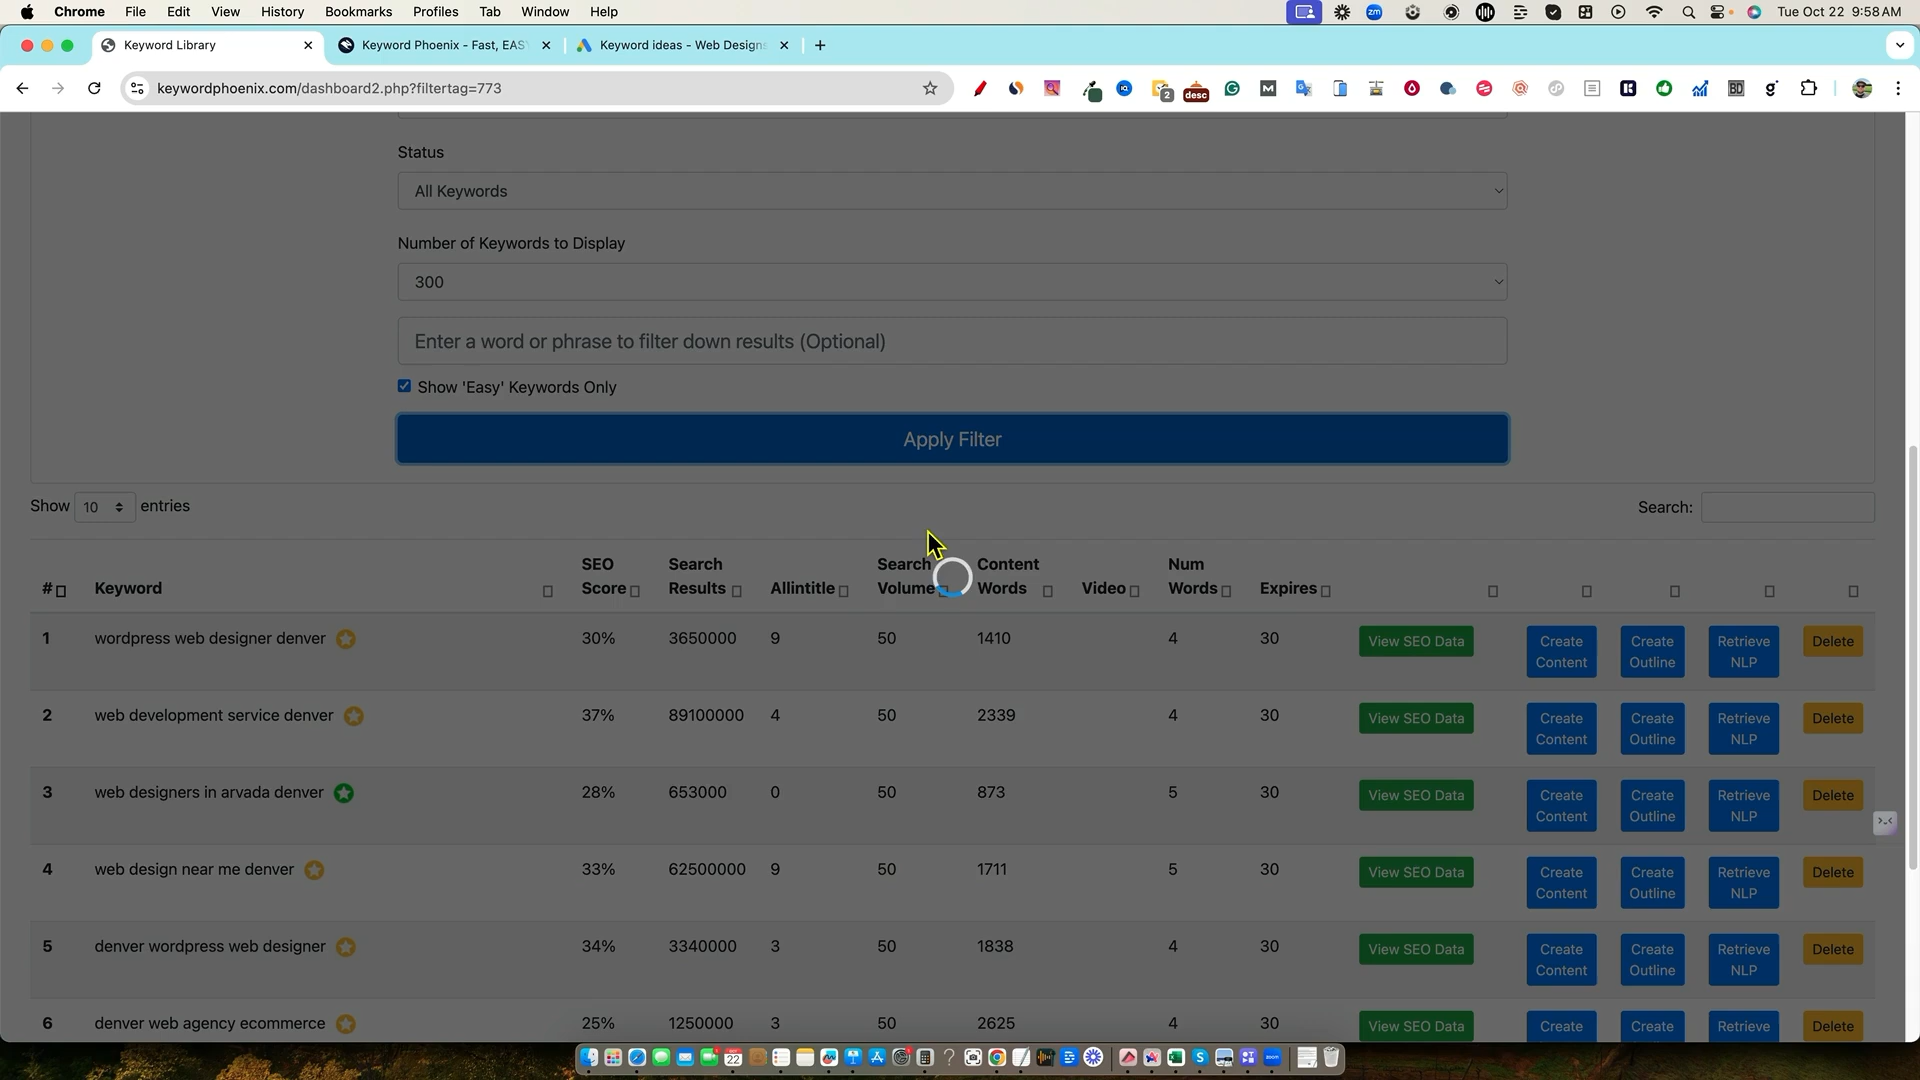 Chrome File Edit View History Bookmarks Profiles Tab Window Help
zm
Tue Oct 22 9:58 AM
Keyword Library
Keyword Phoenix - Fast, EAS
Keyword ideas - Web Designs
keywordphoenix.com/dashboard2.php?filtertag=773
2
desc
BD
Status
All Keywords
Number of Keywords to Display
300
Enter a word or phrase to filter down results (Optional)
Show 'Easy' Keywords Only
Apply Filter
Show 10 entries
Search:
# Keyword SEO Score Search Results Allintitle Search Volume Content Words Video Num Words Expires
1 wordpress web designer denver 30% 3650000 9 50 1410 4 30 View SEO Data Create Content Create Outline Retrieve NLP Delete
2 web development service denver 37% 89100000 4 50 2339 4 30 View SEO Data Create Content Create Outline Retrieve NLP Delete
3 web designers in arvada denver 28% 653000 0 50 873 5 30 View SEO Data Create Content Create Outline Retrieve NLP Delete
4 web design near me denver 33% 62500000 9 50 1711 5 30 View SEO Data Create Content Create Outline Retrieve NLP Delete
5 denver wordpress web designer 34% 3340000 3 50 1838 4 30 View SEO Data Create Content Create Outline Retrieve NLP Delete
6 denver web agency ecommerce 25% 1250000 3 50 2625 4 30 View SEO Data Create Create Retrieve Delete
22
zoom